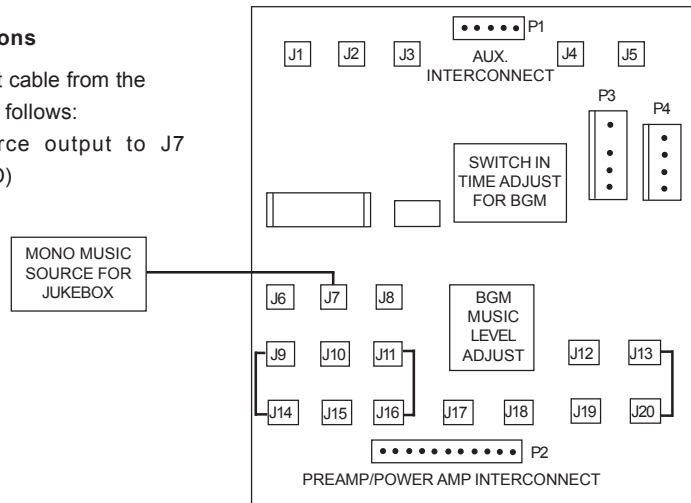 ons
t cable from the
follows:
rce output to J7
D)
P1
J1 J2 J3 AUX. J4 J5
INTERCONNECT
P3 P4
SWITCH IN
TIME ADJUST
FOR BGM
MONO MUSIC
SOURCE FOR
JUKEBOX
J6 J7 J8
BGM
MUSIC
LEVEL
ADJUST
J9 J10 J11 J12 J13
J14 J15 J16 J17 J18 J19 J20
P2
PREAMP/POWER AMP INTERCONNECT